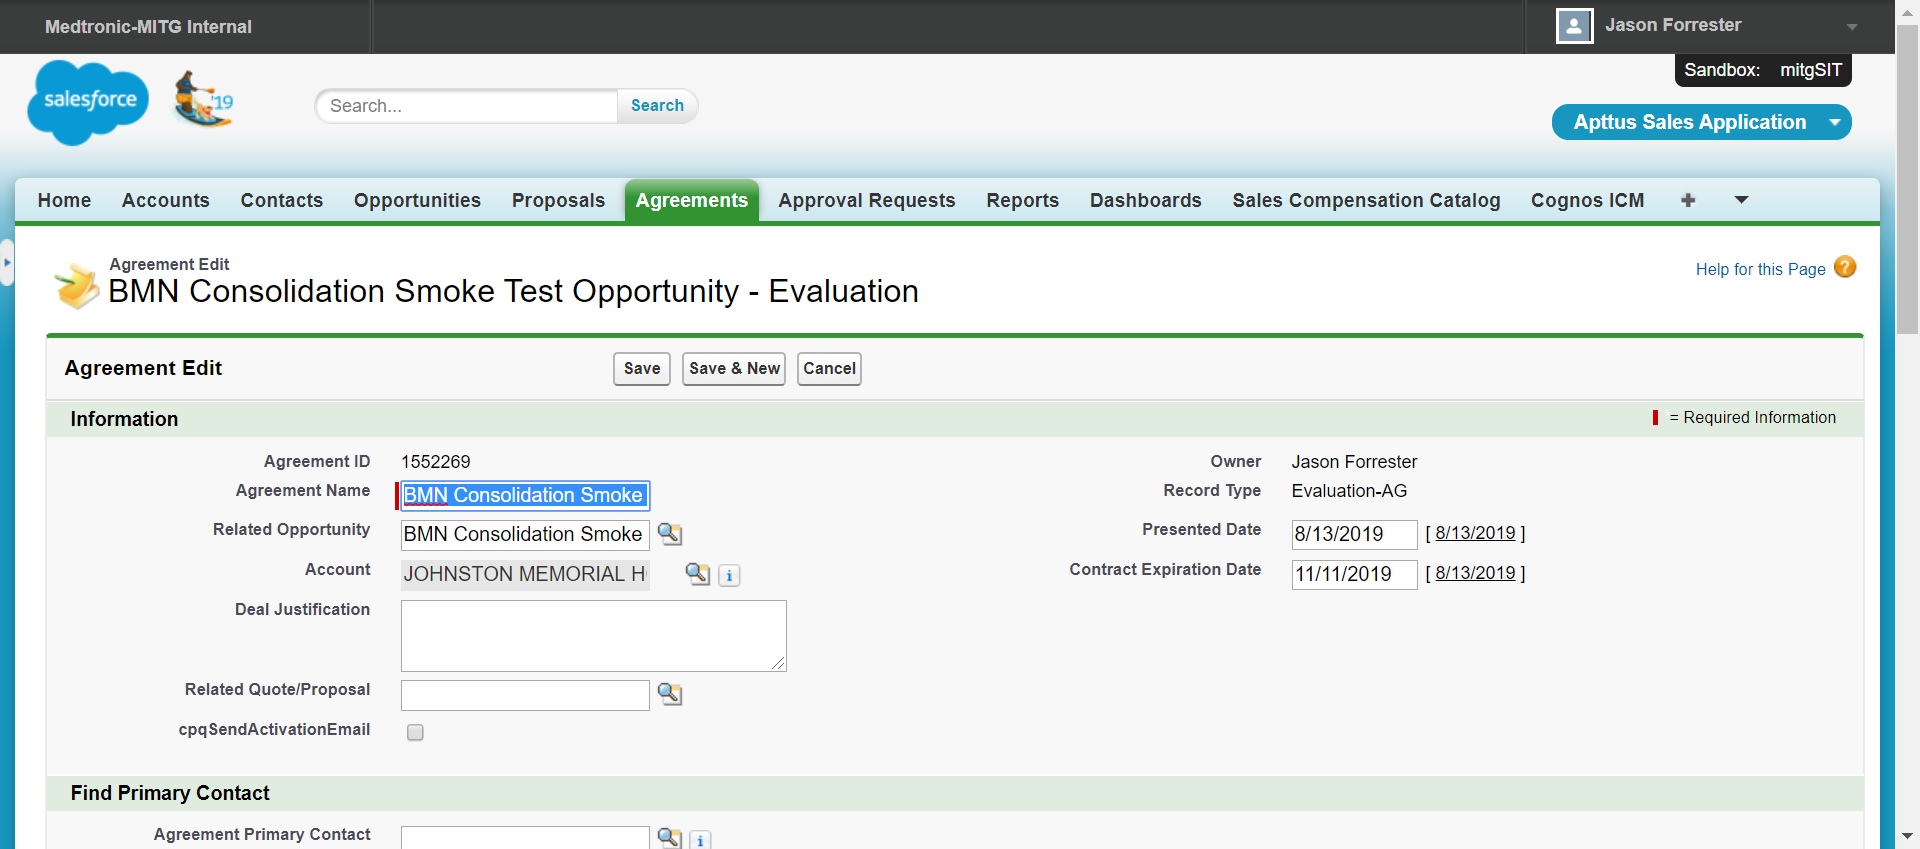 Medtronic-MITG Internal
Jason Forrester
Sandbox: mitgSIT
salesforce
'19
Search...
Search
Apttus Sales Application
Home Accounts Contacts Opportunities Proposals Agreements Approval Requests Reports Dashboards Sales Compensation Catalog Cognos ICM +
Agreement Edit
BMN Consolidation Smoke Test Opportunity - Evaluation
Help for this Page ?
Agreement Edit
Save Save & New Cancel
Information
= Required Information
Agreement ID 1552269
Owner Jason Forrester
Agreement Name BMN Consolidation Smoke
Record Type Evaluation-AG
Related Opportunity BMN Consolidation Smoke
Presented Date 8/13/2019 [ 8/13/2019 ]
Account JOHNSTON MEMORIAL H
Contract Expiration Date 11/11/2019 [ 8/13/2019 ]
Deal Justification
Related Quote/Proposal
cpqSendActivationEmail
Find Primary Contact
Agreement Primary Contact